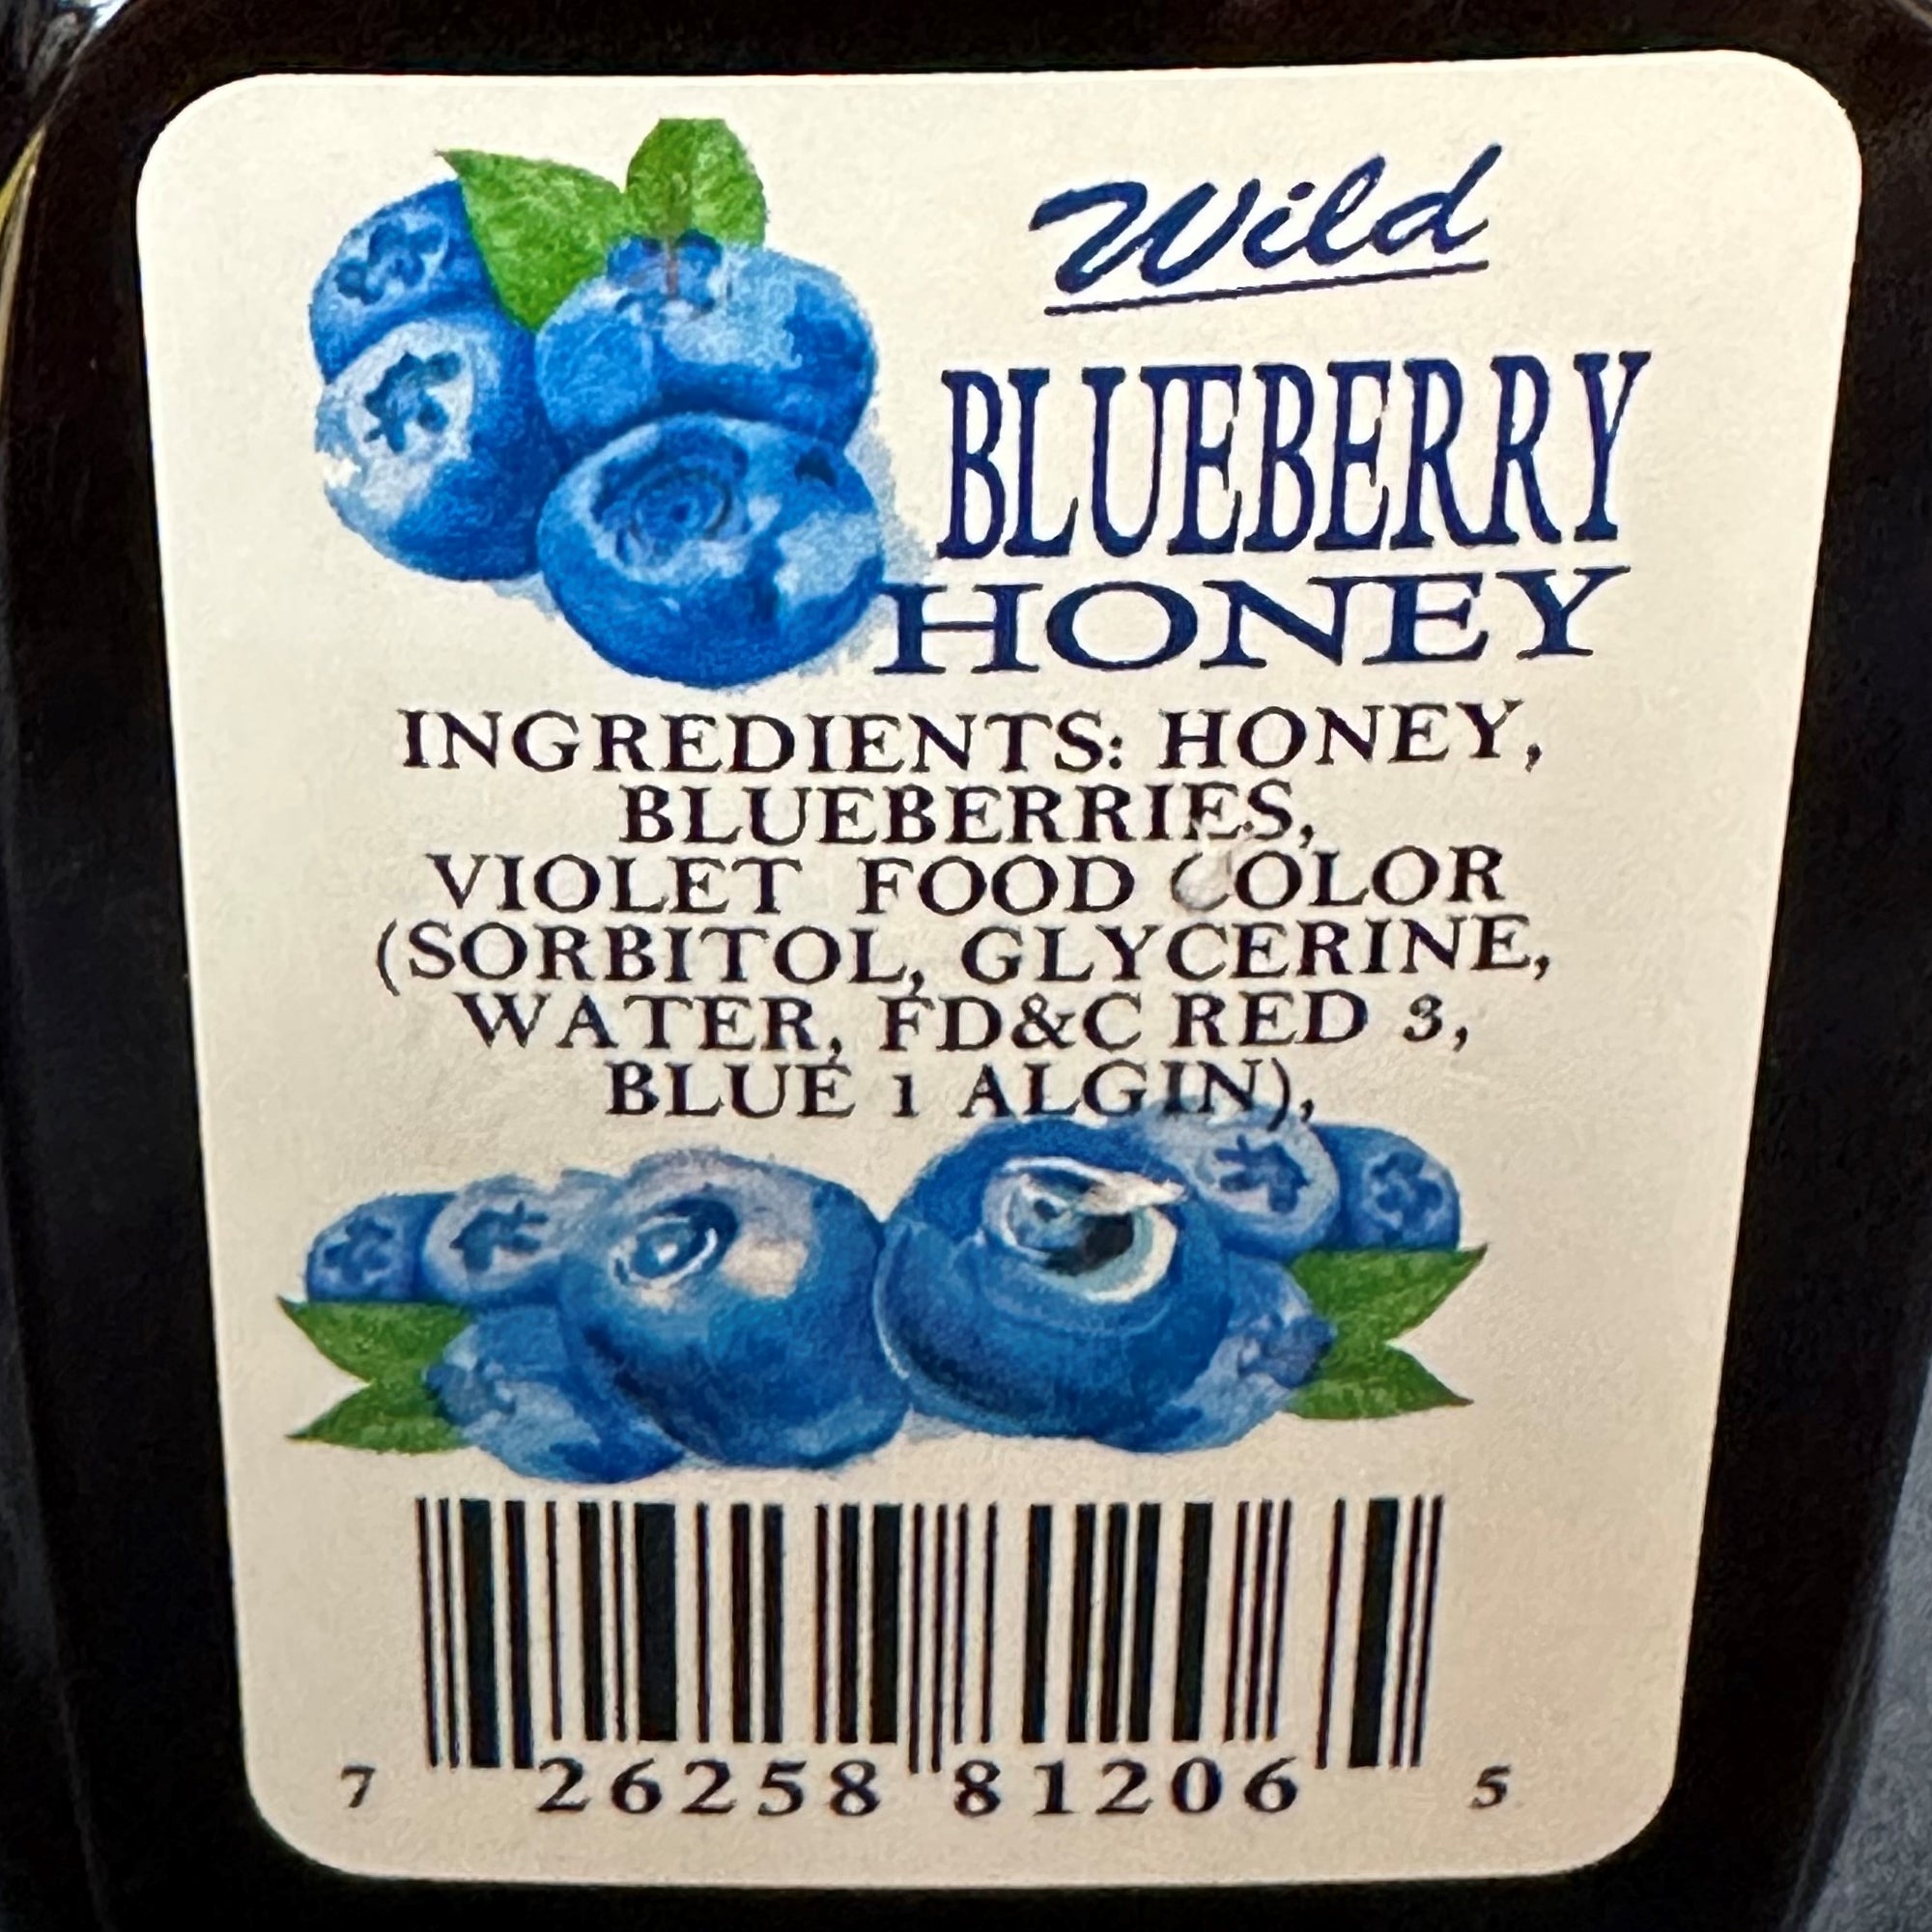 Wild
BLUEBERRY
HONEY
INGREDIENTS: HONEY,
BLUEBERRIES,
VIOLET FOOD COLOR
(SORBITOL, GLYCERINE,
WATER, FD&C RED 3,
BLUE 1 ALGIN),
7 26258 81206 5